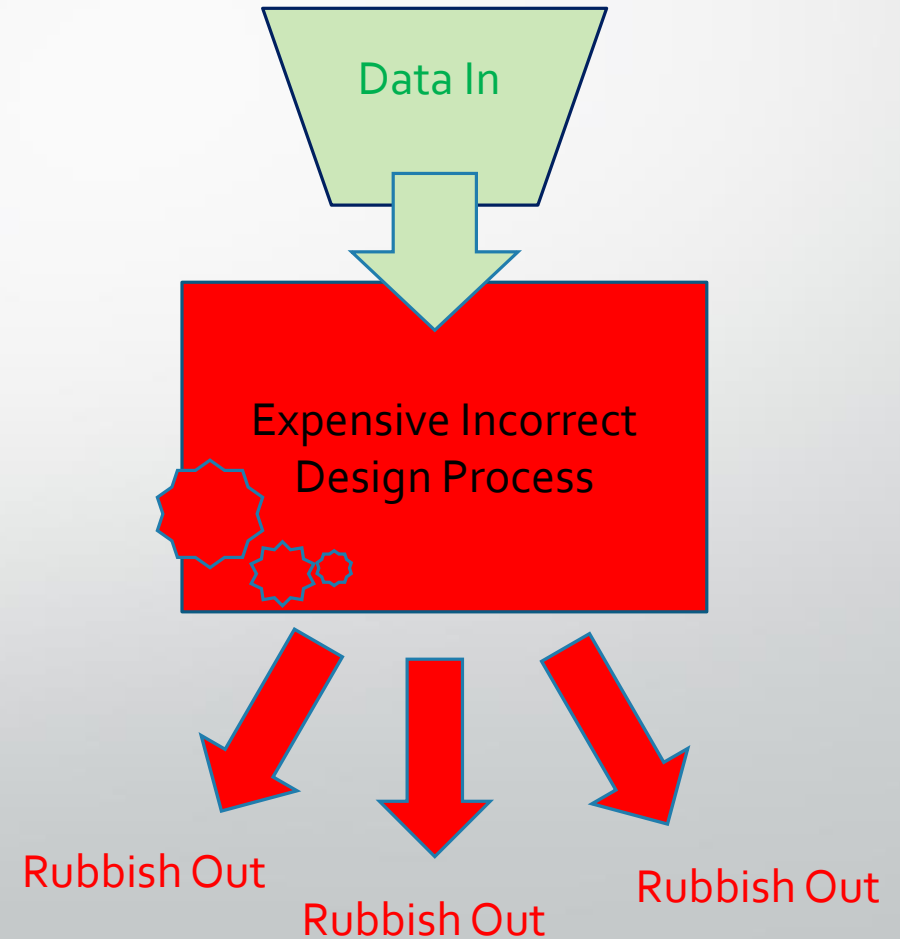 Data In
Expensive Incorrect
Design Process
Rubbish Out
Rubbish Out
Rubbish Out